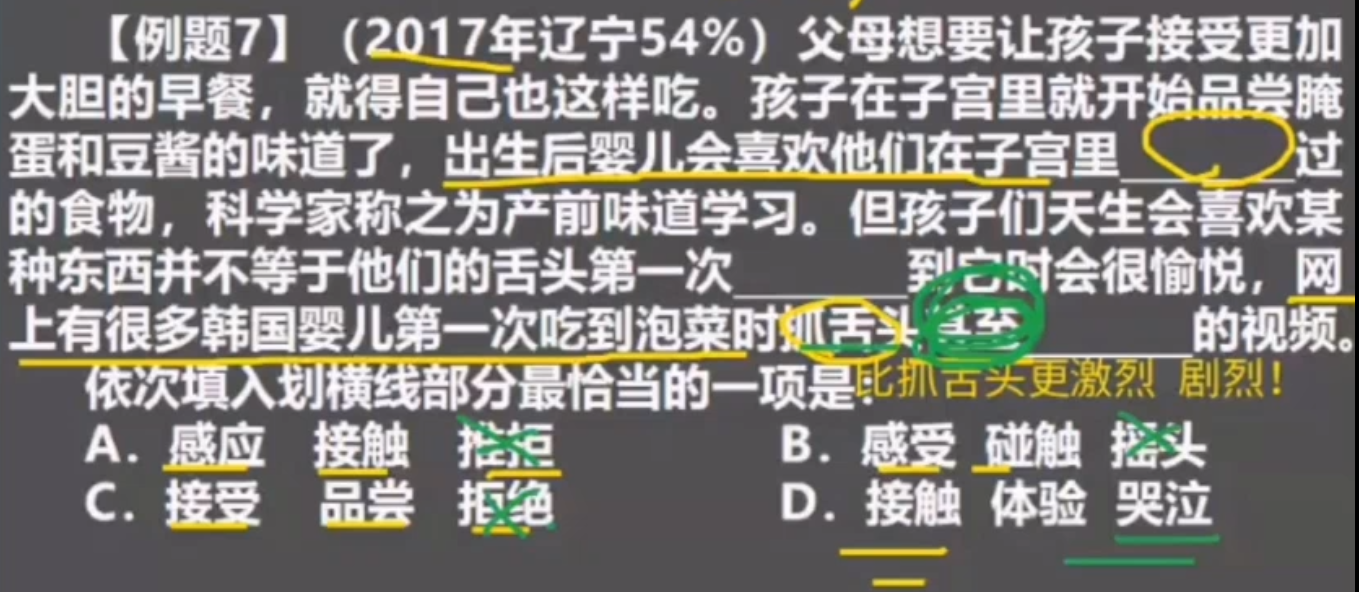 【例题7】（2017年辽宁54%）父母想要让孩子接受更加
大胆的早餐，就得自己也这样吃。孩子在子宫里就开始品尝腌
蛋和豆酱的味道了，出生后婴儿会喜欢他们在子宫里______过
的食物，科学家称之为产前味道学习。但孩子们天生会喜欢某
种东西并不等于他们的舌头第一次______到它时会很愉悦，网
上有很多韩国婴儿第一次吃到泡菜时抓舌头甚至______的视频。
依次填入划横线部分最恰当的一项是：
比抓舌头更激烈 剧烈！
A．感应 接触 推拒
B．感受 碰触 摇头
C．接受 品尝 拒绝
D．接触 体验 哭泣